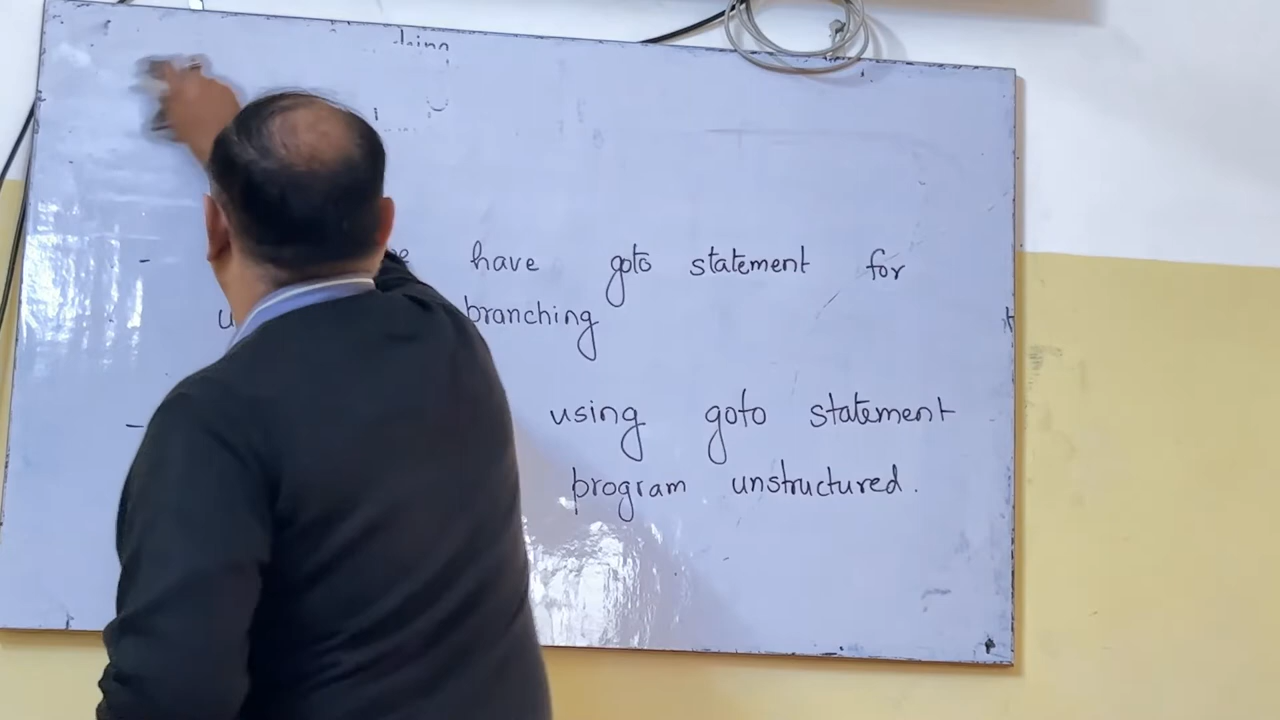 - have goto statement for
branching
- using goto statement
program unstructured.